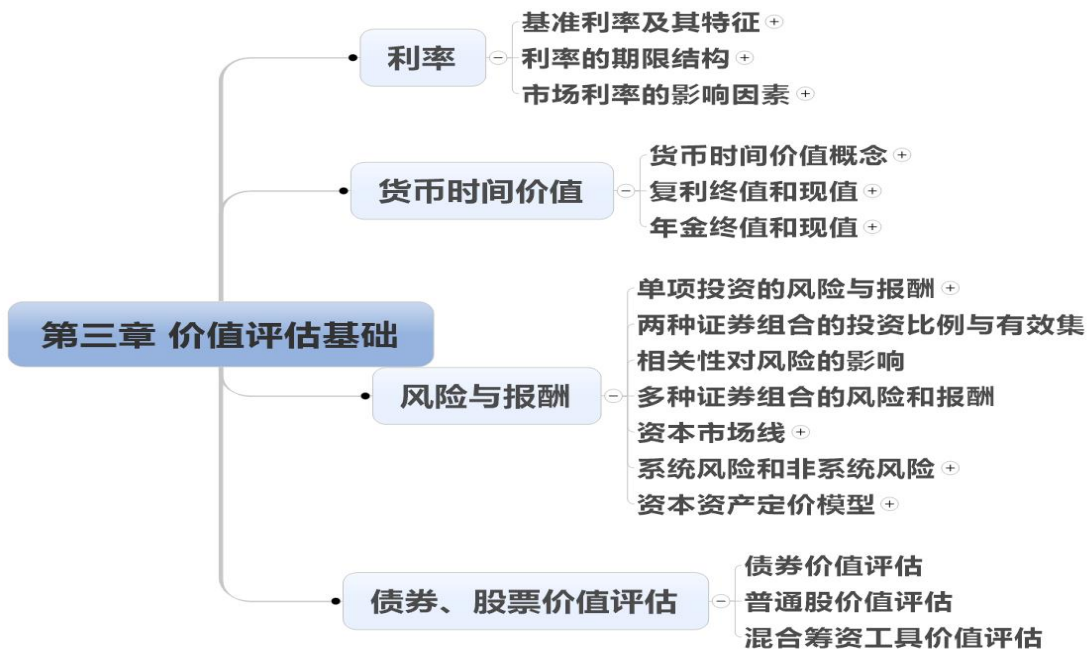 第三章 价值评估基础
利率
基准利率及其特征
利率的期限结构
市场利率的影响因素
货币时间价值
货币时间价值概念
复利终值和现值
年金终值和现值
风险与报酬
单项投资的风险与报酬
两种证券组合的投资比例与有效集
相关性对风险的影响
多种证券组合的风险和报酬
资本市场线
系统风险和非系统风险
资本资产定价模型
债券、股票价值评估
债券价值评估
普通股价值评估
混合筹资工具价值评估